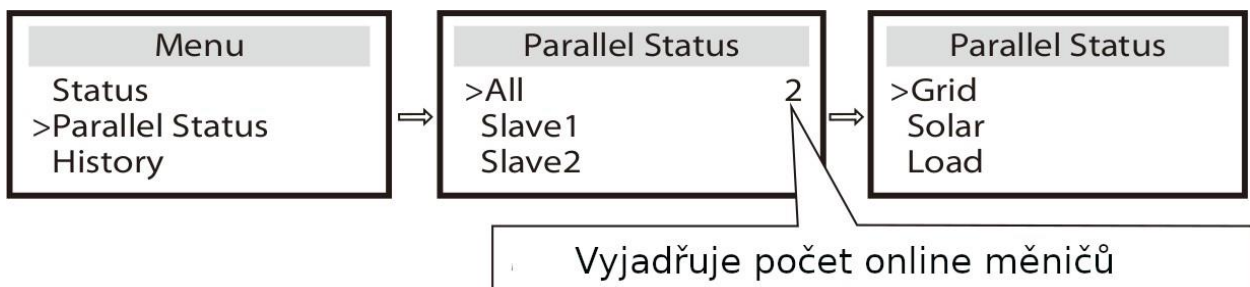 Menu
Status
>Parallel Status
History
Parallel Status
>All 2
Slave1
Slave2
Parallel Status
>Grid
Solar
Load
Vyjadřuje počet online měničů